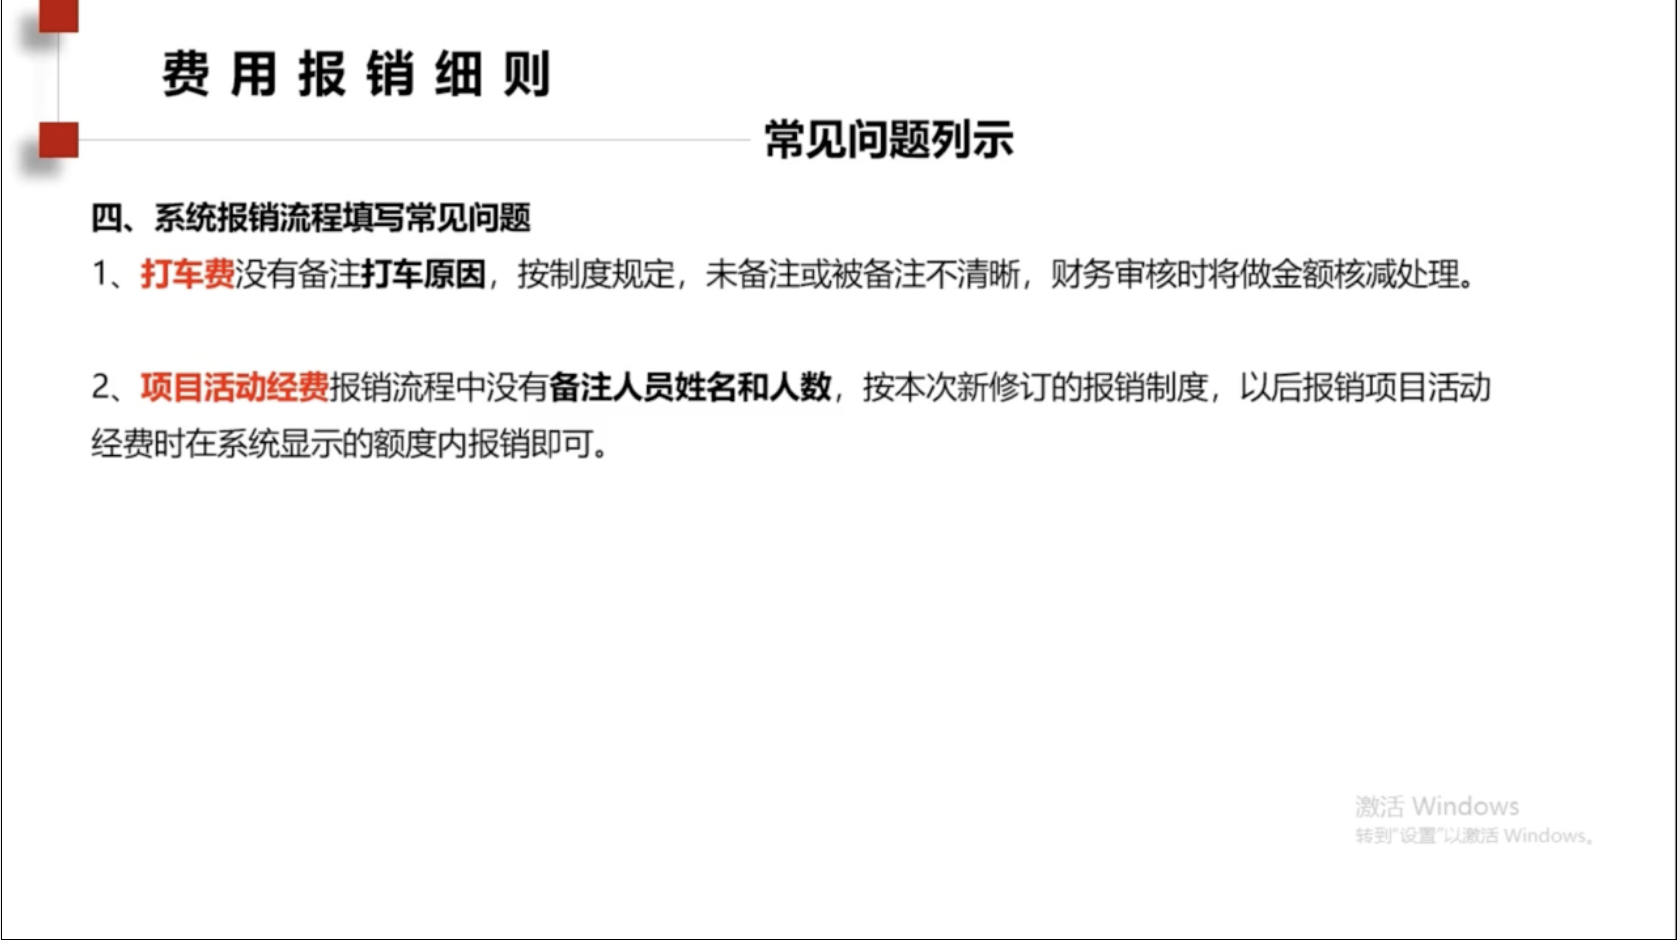 费用报销细则
常见问题列示
四、系统报销流程填写常见问题
1、打车费没有备注打车原因，按制度规定，未备注或被备注不清晰，财务审核时将做金额核减处理。
2、项目活动经费报销流程中没有备注人员姓名和人数，按本次新修订的报销制度，以后报销项目活动
经费时在系统显示的额度内报销即可。
激活 Windows
转到"设置"以激活 Windows。